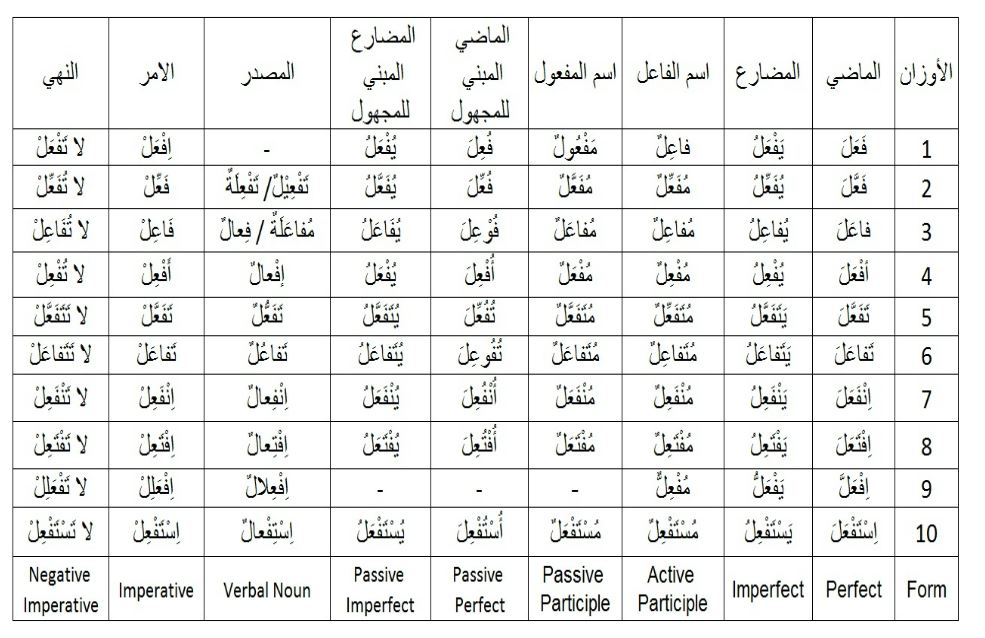 الأوزان الماضي المضارع اسم الفاعل اسم المفعول الماضي المبني للمجهول المضارع المبني للمجهول المصدر الامر النهي
1 فَعَلَ يَفْعَلُ فاعِلٌ مَفْعُولٌ فُعِلَ يُفْعَلُ - اِفْعَلْ لا تَفْعَلْ
2 فَعَّلَ يُفَعِّلُ مُفَعِّلٌ مُفَعَّلٌ فُعِّلَ يُفَعَّلُ تَفْعِيْلٌ/ تَفْعِلَةٌ فَعِّلْ لا تُفَعِّلْ
3 فاعَلَ يُفاعِلُ مُفاعِلٌ مُفاعَلٌ فُوْعِلَ يُفَاعَلُ مُفاعَلَةٌ / فِعالٌ فَاعِلْ لا تُفَاعِلْ
4 أفْعَلَ يُفْعِلُ مُفْعِلٌ مُفْعَلٌ أُفْعِلَ يُفْعَلُ إفْعالٌ أَفْعِلْ لا تُفْعِلْ
5 تَفَعَّلَ يَتَفَعَّلُ مُتَفَعِّلٌ مُتَفَعَّلٌ تُفُعِّلَ يُتَفَعَّلُ تَفَعُّلٌ تَفَعَّلْ لا تَتَفَعَّلْ
6 تَفاعَلَ يَتَفاعَلُ مُتَفاعِلٌ مُتَفاعَلٌ تُفُوعِلَ يُتَفاعَلُ تَفاعُلٌ تَفاعَلْ لا تَتَفاعَلْ
7 اِنْفَعَلَ يَنْفَعِلُ مُنْفَعِلٌ مُنْفَعَلٌ أُنْفُعِلَ يُنْفَعَلُ اِنْفِعالٌ اِنْفَعِلْ لا تَنْفَعِلْ
8 اِفْتَعَلَ يَفْتَعِلُ مُفْتَعِلٌ مُفْتَعَلٌ أُفْتُعِلَ يُفْتَعَلُ اِفْتِعالٌ اِفْتَعِلْ لا تَفْتَعِلْ
9 اِفْعَلَّ يَفْعَلُّ مُفْعِلٌّ - - - اِفْعِلالٌ اِفْعَلِلْ لا تَفْعَلِلْ
10 اِسْتَفْعَلَ يَسْتَفْعِلُ مُسْتَفْعِلٌ مُسْتَفْعَلٌ أُسْتُفْعِلَ يُسْتَفْعَلُ اِسْتِفْعالٌ اِسْتَفْعِلْ لا تَسْتَفْعِلْ
Form Perfect Imperfect Active Participle Passive Participle Passive Perfect Passive Imperfect Verbal Noun Imperative Negative Imperative